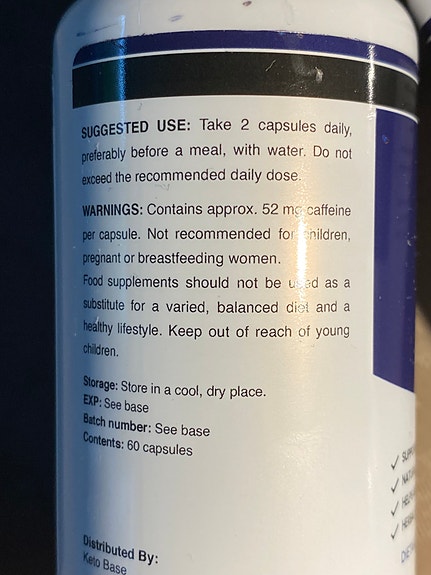 SUGGESTED USE: Take 2 capsules daily,
preferably before a meal, with water. Do not
exceed the recommended daily dose.
WARNINGS: Contains approx. 52 mg caffeine
per capsule. Not recommended for children,
pregnant or breastfeeding women.
Food supplements should not be used as a
substitute for a varied, balanced diet and a
healthy lifestyle. Keep out of reach of young
children.
Storage: Store in a cool, dry place.
EXP: See base
Batch number: See base
Contents: 60 capsules
Distributed By:
Keto Base